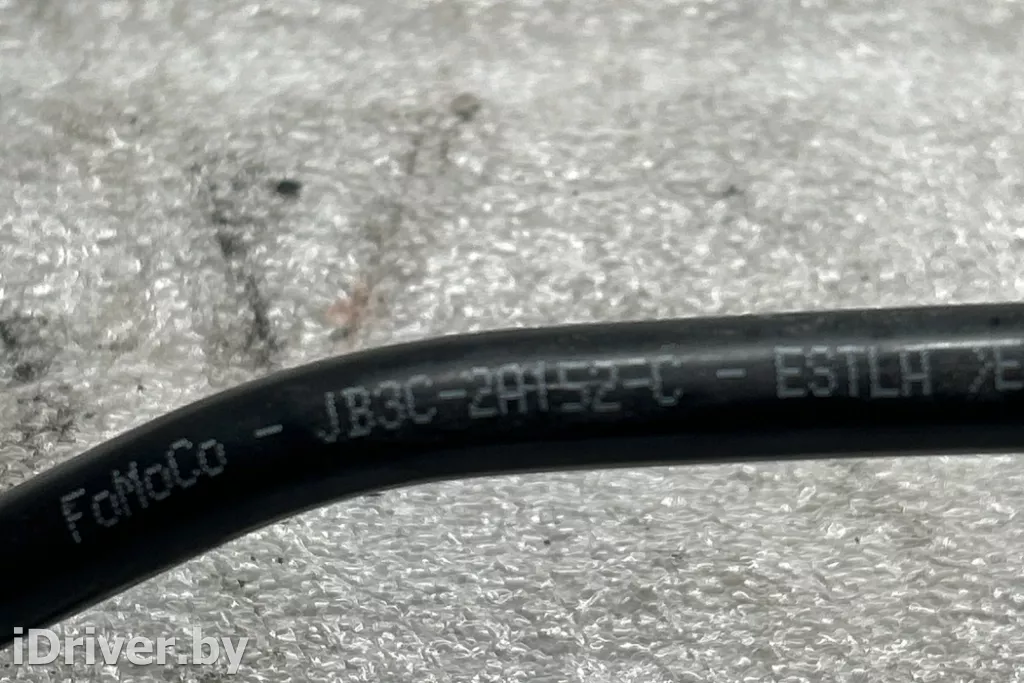 FoMoCo - JB3C-2A152-C - ESTLA >E
iDriver.by